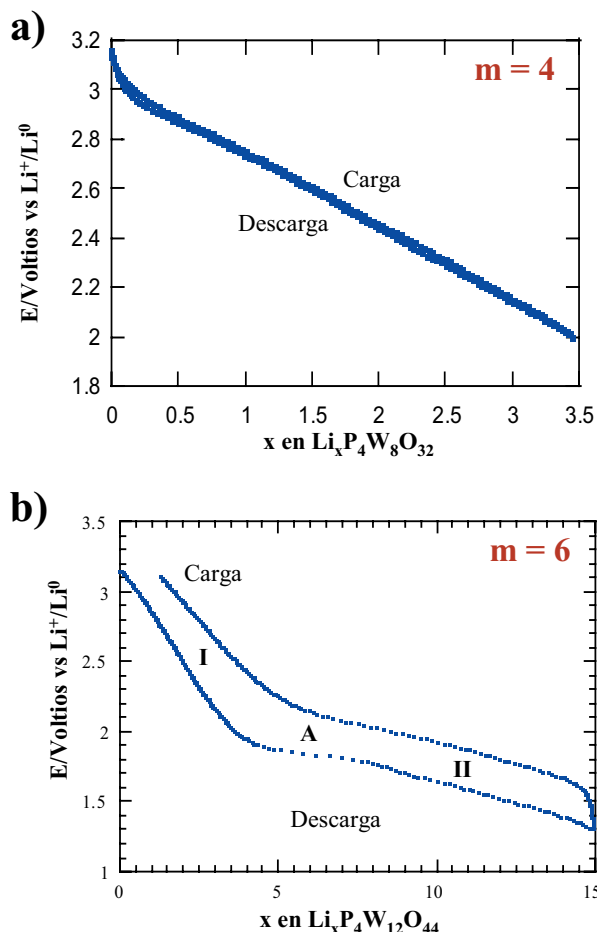 a)
3.2
3
2.8
2.6
2.4
2.2
2
1.8
E/Voltios vs Li⁺/Li⁰
m = 4
Carga
Descarga
0 0.5 1 1.5 2 2.5 3 3.5
x en LiₓP₄W₈O₃₂
b)
3.5
3
2.5
2
1.5
1
E/Voltios vs Li⁺/Li⁰
m = 6
Carga
I
A
II
Descarga
0 5 10 15
x en LiₓP₄W₁₂O₄₄